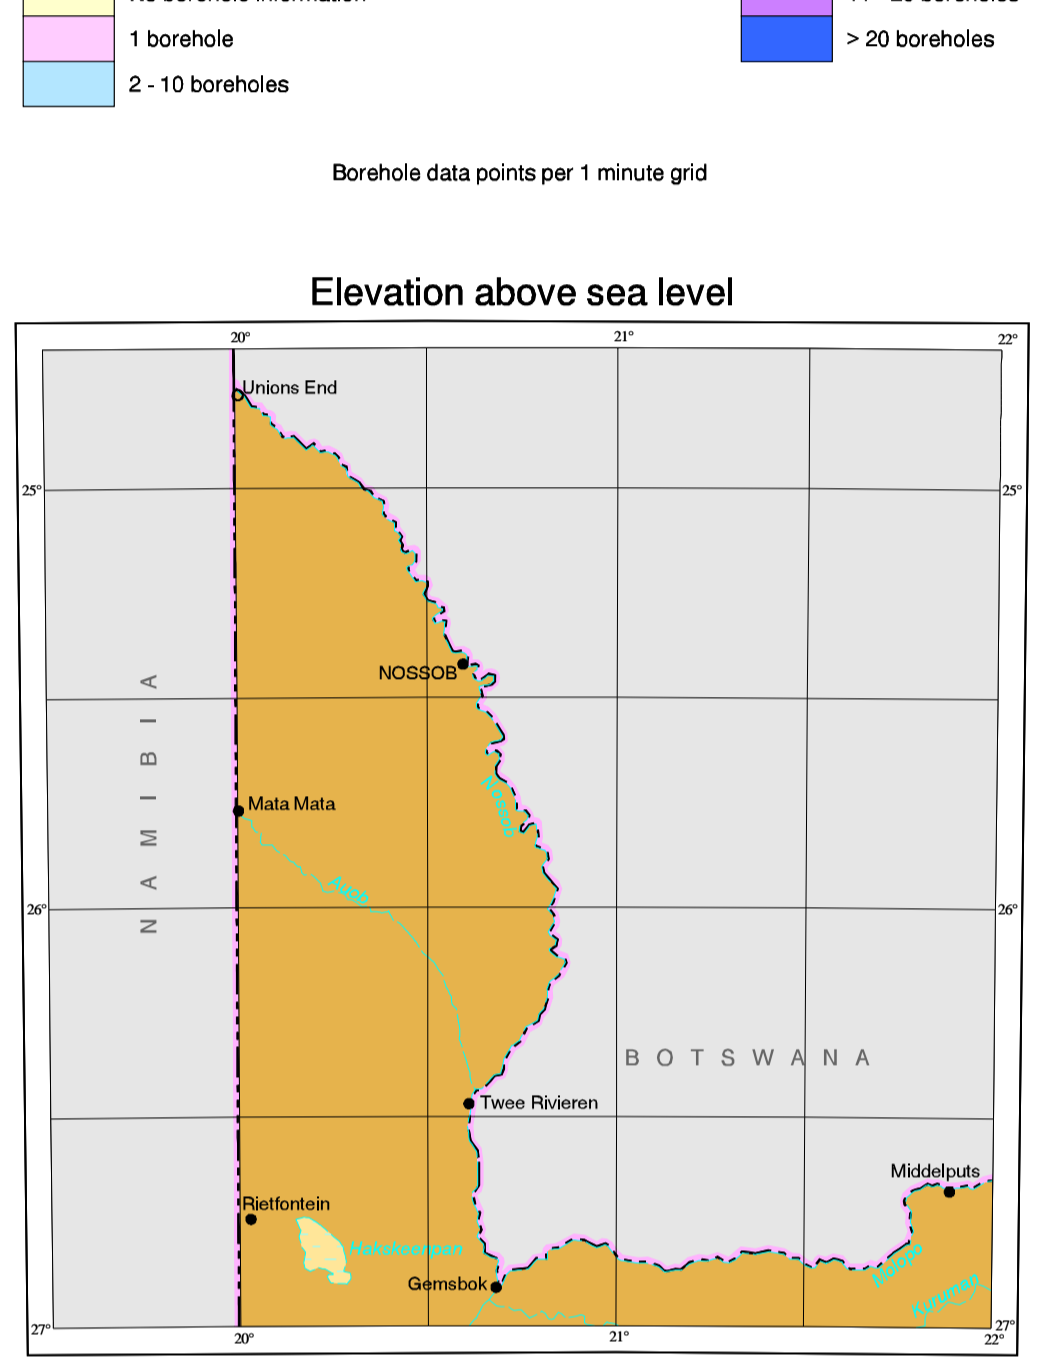 1 borehole
> 20 boreholes
2 - 10 boreholes
Borehole data points per 1 minute grid
Elevation above sea level
20° 21° 22°
Unions End
25° 25°
NOSSOB
NAMIBIA
Nossob
Mata Mata
Auob
26° 26°
BOTSWANA
Twee Rivieren
Middelputs
Rietfontein
Hakskeenpan
Molopo
Gemsbok
Kuruman
27° 27°
20° 21° 22°